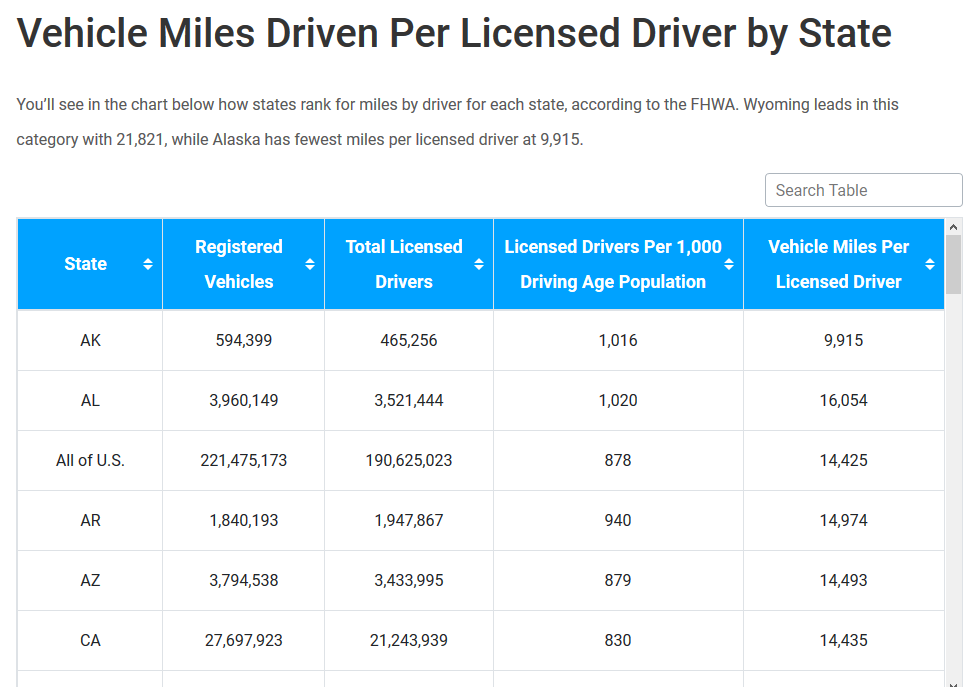 Vehicle Miles Driven Per Licensed Driver by State
You’ll see in the chart below how states rank for miles by driver for each state, according to the FHWA. Wyoming leads in this
category with 21,821, while Alaska has fewest miles per licensed driver at 9,915.
Search Table
State Registered Vehicles Total Licensed Drivers Licensed Drivers Per 1,000 Driving Age Population Vehicle Miles Per Licensed Driver
AK 594,399 465,256 1,016 9,915
AL 3,960,149 3,521,444 1,020 16,054
All of U.S. 221,475,173 190,625,023 878 14,425
AR 1,840,193 1,947,867 940 14,974
AZ 3,794,538 3,433,995 879 14,493
CA 27,697,923 21,243,939 830 14,435